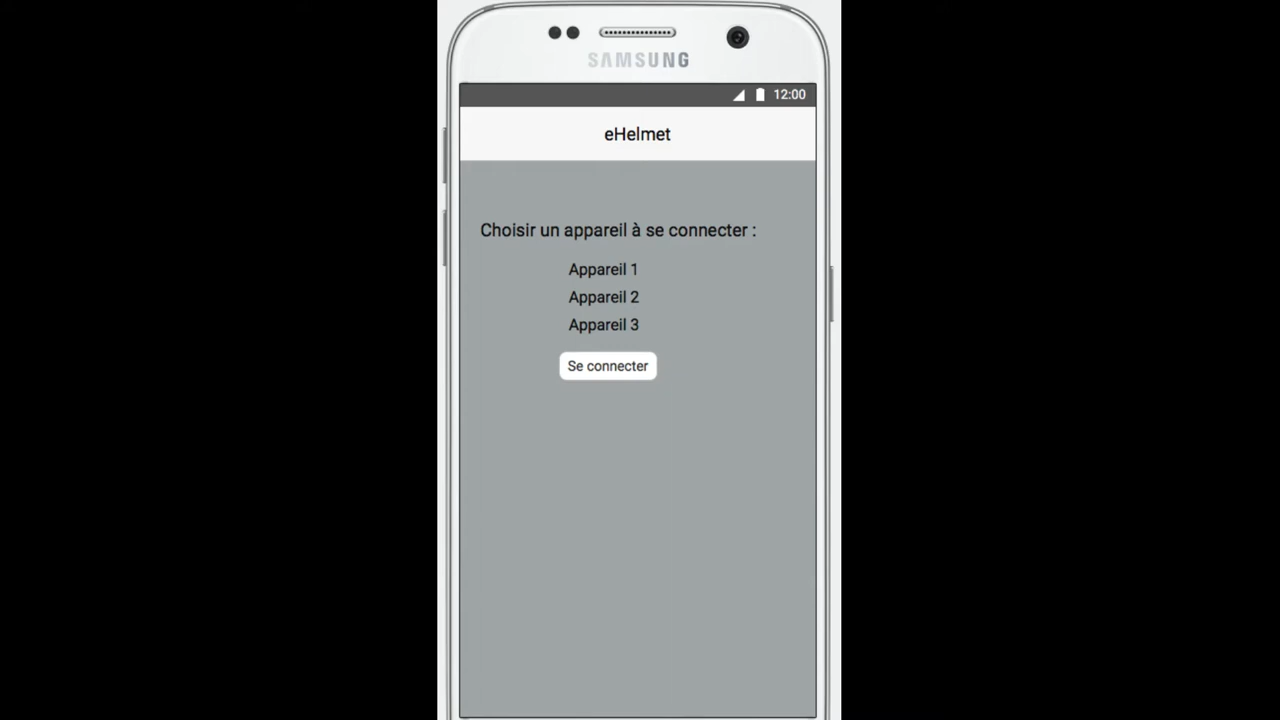 SAMSUNG
12:00
eHelmet
Choisir un appareil à se connecter :
Appareil 1
Appareil 2
Appareil 3
Se connecter